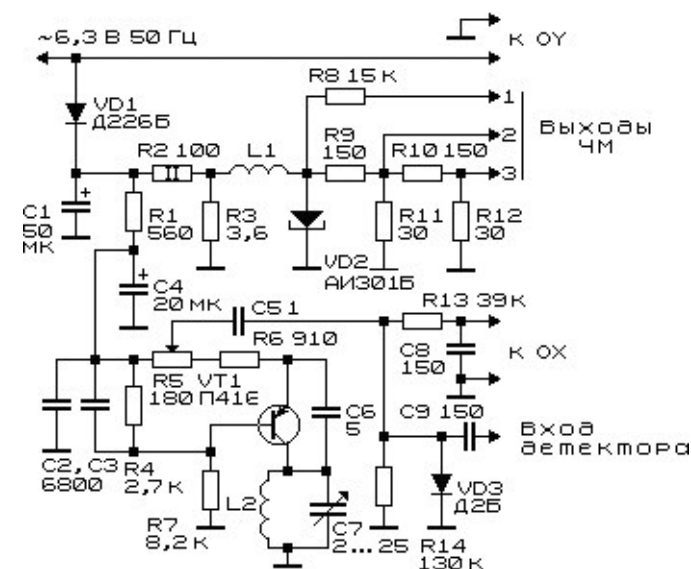 ~6,3 В 50 Гц
К OY
R8 15 К
VD1
Д226Б
1
2
3
Выходы
ЧМ
R9
150
R2 100
L1
R10 150
C1
50
МК
+
R1
560
R3
3,6
R11
30
R12
30
VD2
АИ301Б
+
C4
20 МК
C5 1
R13 39 К
R6 910
C8
150
К OX
R5
180
VT1
П416
C6
5
C9 150
Вход
детектора
C2, C3
6800
R4
2,7 К
L2
R7
8,2 К
C7
2...25
VD3
Д2Б
R14
130 К